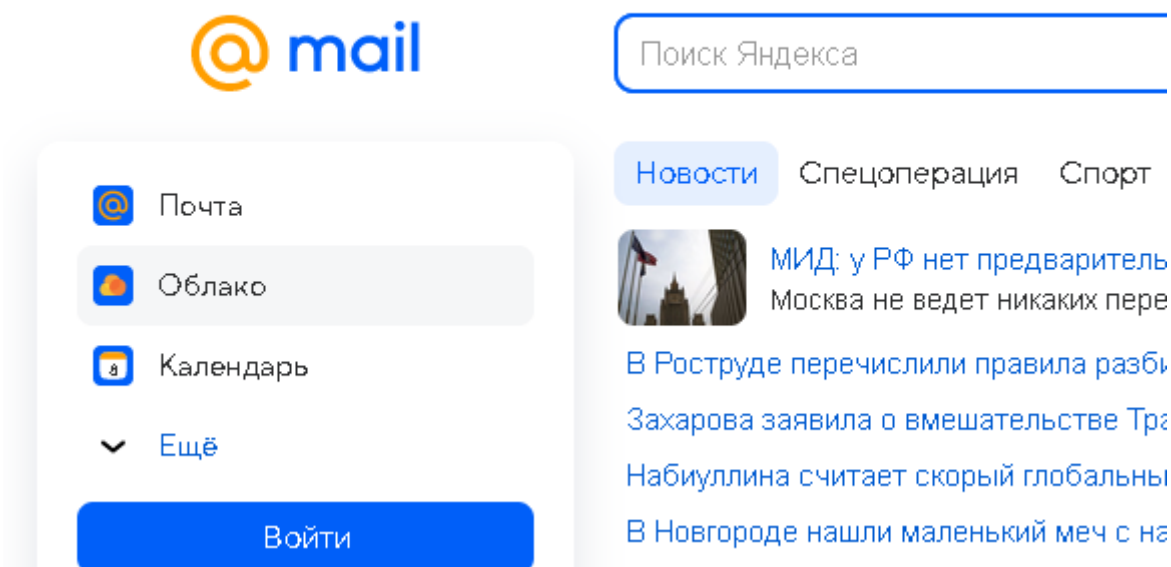 @ mail
Поиск Яндекса
Почта
Облако
8
Календарь
Ещё
Войти
Новости Спецоперация Спорт
МИД: у РФ нет предваритель
Москва не ведет никаких пере
В Роструде перечислили правила разби
Захарова заявила о вмешательстве Тра
Набиуллина считает скорый глобальны
В Новгороде нашли маленький меч с на